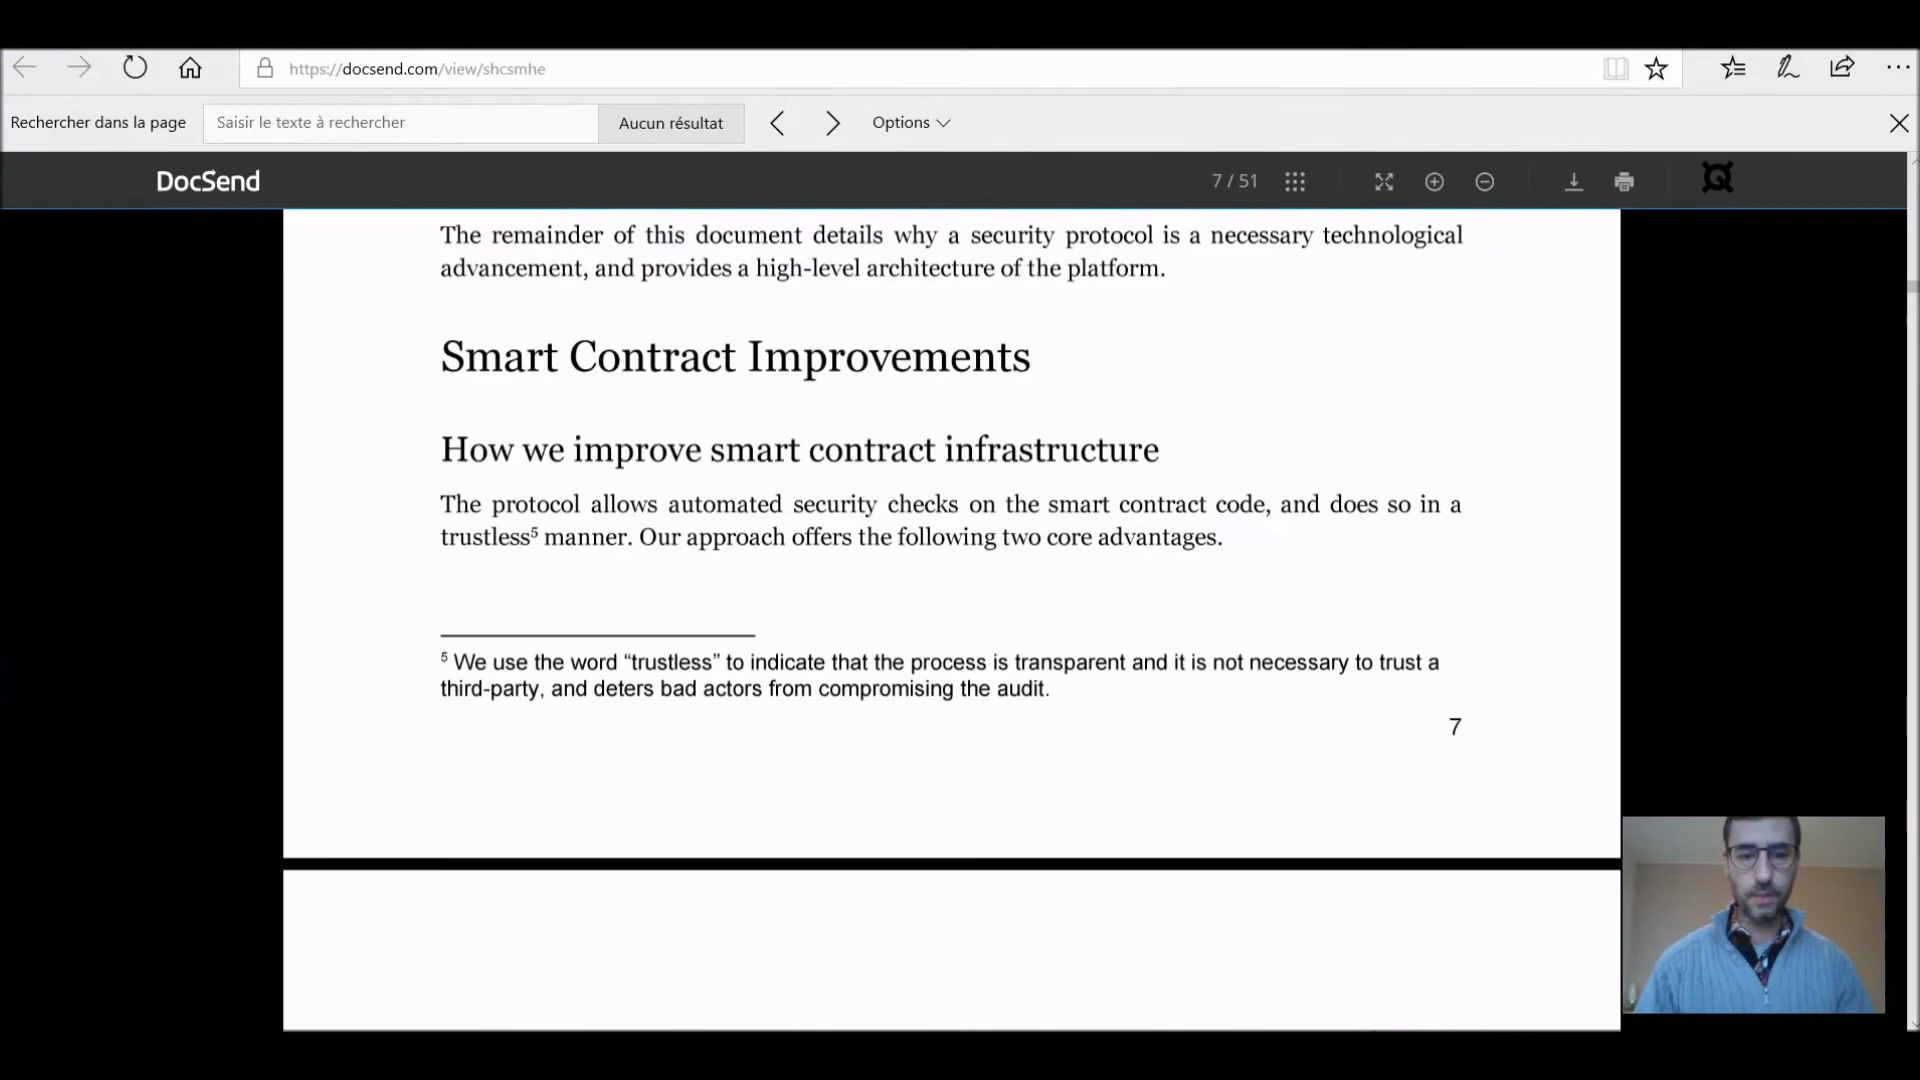 https://docsend.com/view/shcsmhe
Rechercher dans la page
Saisir le texte à rechercher
Aucun résultat
Options
DocSend
7 / 51
The remainder of this document details why a security protocol is a necessary technological
advancement, and provides a high-level architecture of the platform.
Smart Contract Improvements
How we improve smart contract infrastructure
The protocol allows automated security checks on the smart contract code, and does so in a
trustless⁵ manner. Our approach offers the following two core advantages.
⁵ We use the word “trustless” to indicate that the process is transparent and it is not necessary to trust a
third-party, and deters bad actors from compromising the audit.
7